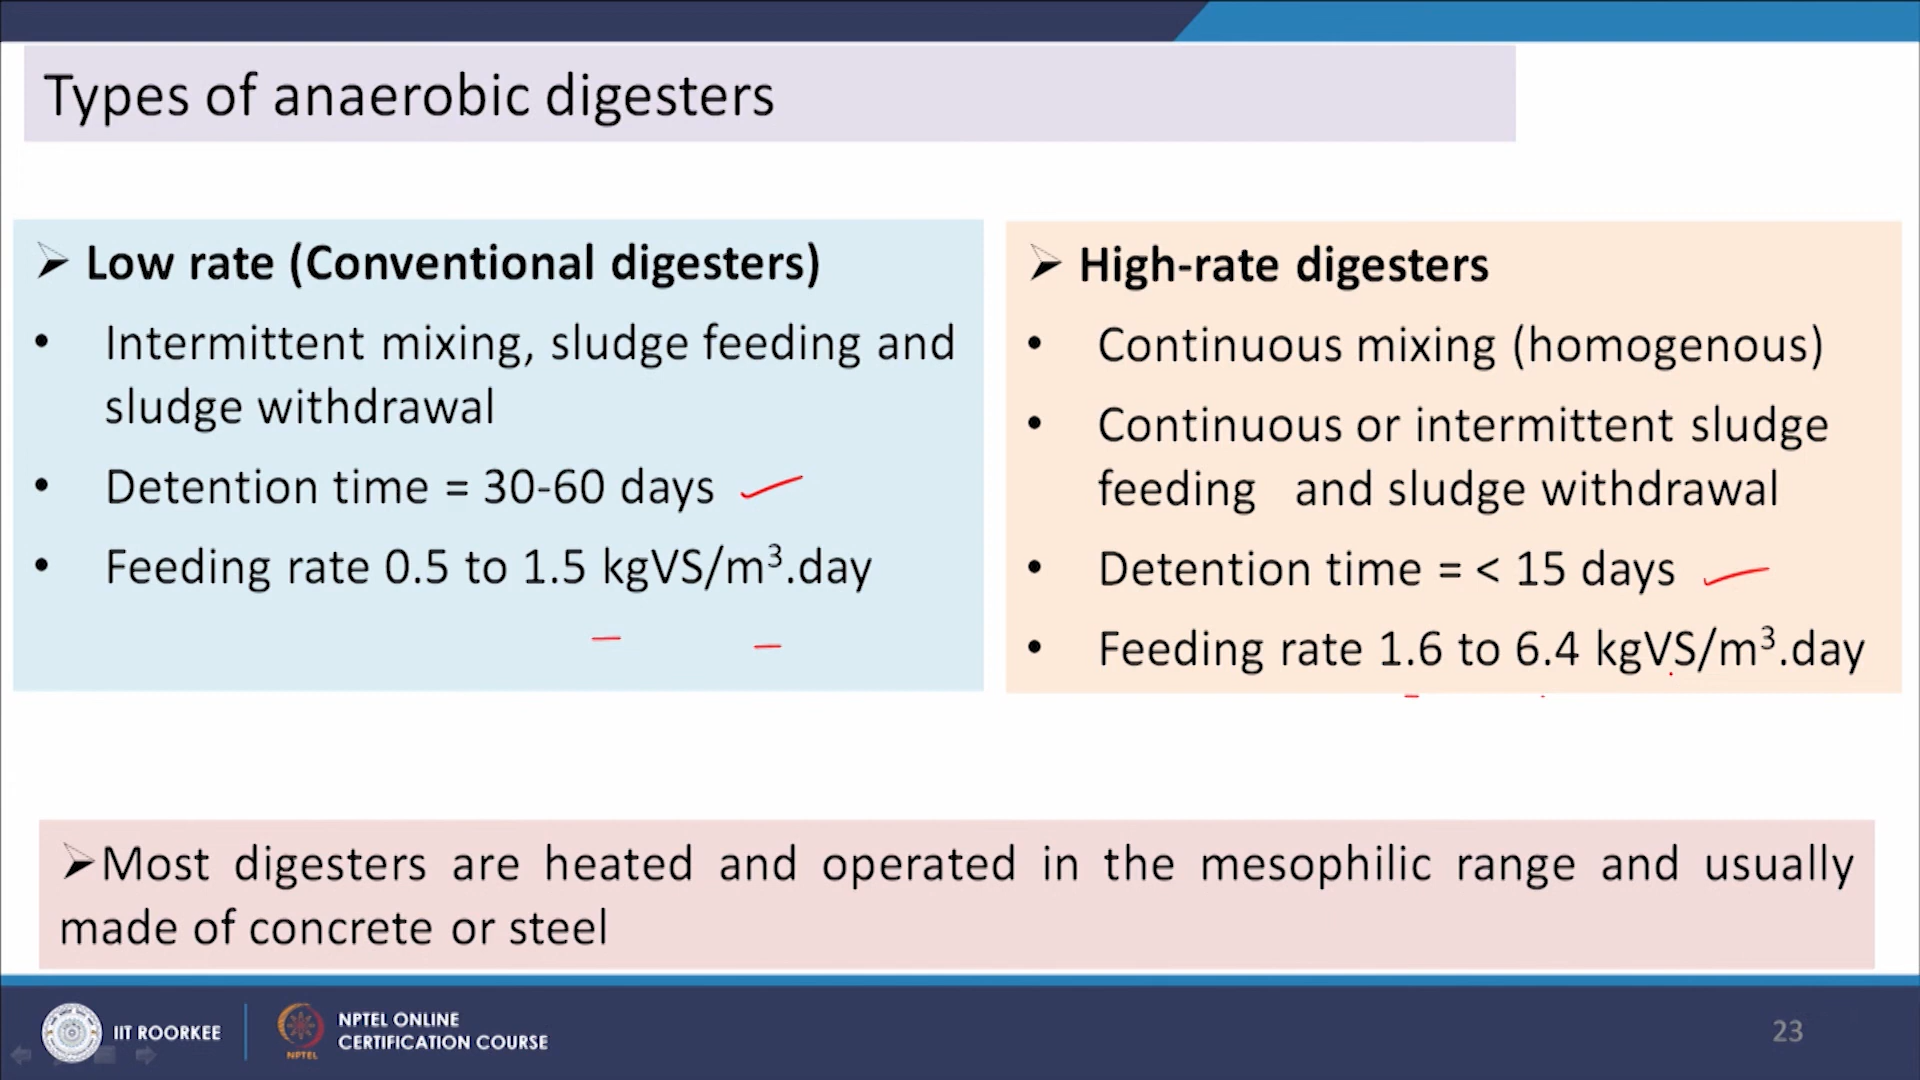 Types of anaerobic digesters
➢ Low rate (Conventional digesters)
• Intermittent mixing, sludge feeding and
sludge withdrawal
• Detention time = 30-60 days
• Feeding rate 0.5 to 1.5 kgVS/m³.day
➢ High-rate digesters
• Continuous mixing (homogenous)
• Continuous or intermittent sludge
feeding and sludge withdrawal
• Detention time = < 15 days
• Feeding rate 1.6 to 6.4 kgVS/m³.day
➢Most digesters are heated and operated in the mesophilic range and usually
made of concrete or steel
IIT ROORKEE
NPTEL
NPTEL ONLINE
CERTIFICATION COURSE
23